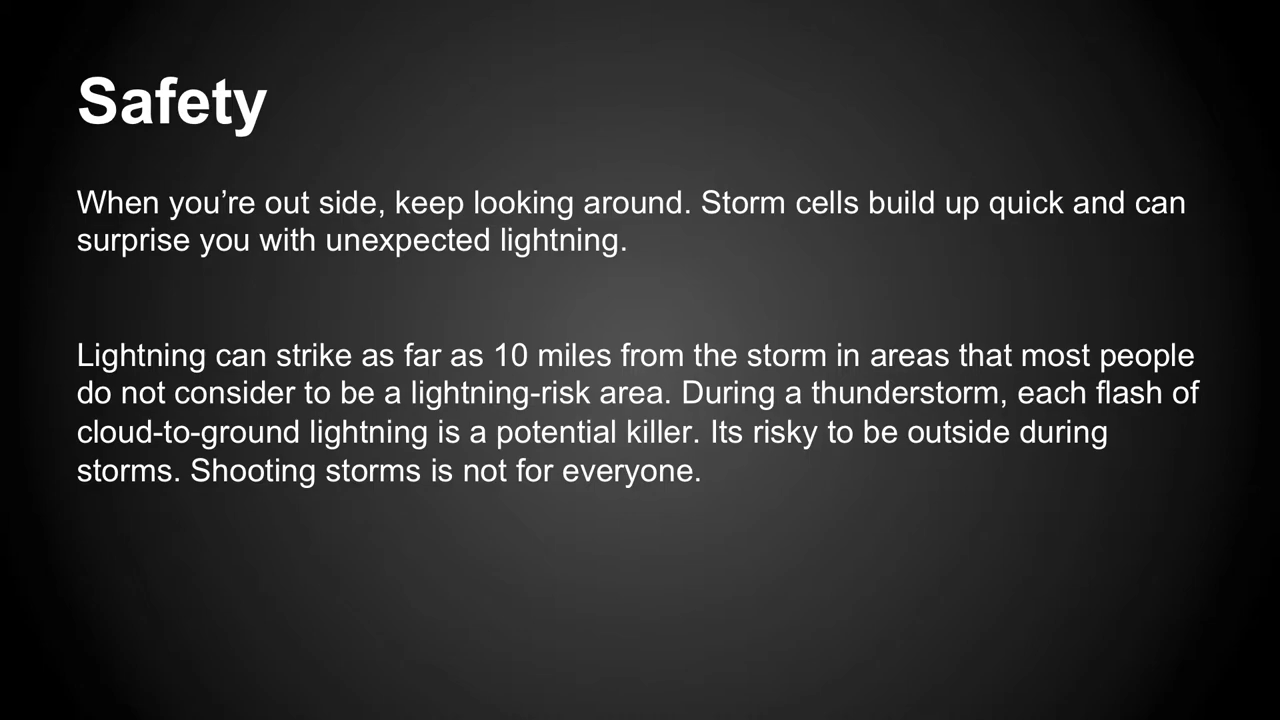 Safety
When you’re out side, keep looking around. Storm cells build up quick and can
surprise you with unexpected lightning.
Lightning can strike as far as 10 miles from the storm in areas that most people
do not consider to be a lightning-risk area. During a thunderstorm, each flash of
cloud-to-ground lightning is a potential killer. Its risky to be outside during
storms. Shooting storms is not for everyone.